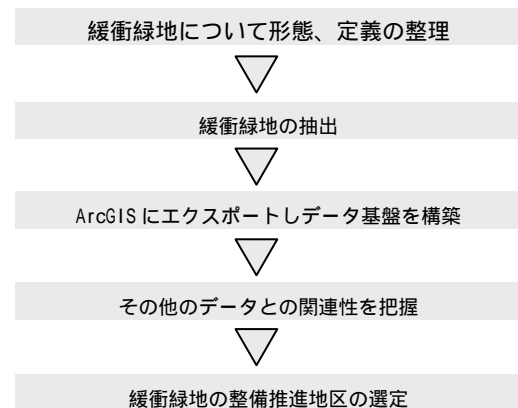 緩衝緑地について形態、定義の整理
緩衝緑地の抽出
ArcGISにエクスポートしデータ基盤を構築
その他のデータとの関連性を把握
緩衝緑地の整備推進地区の選定